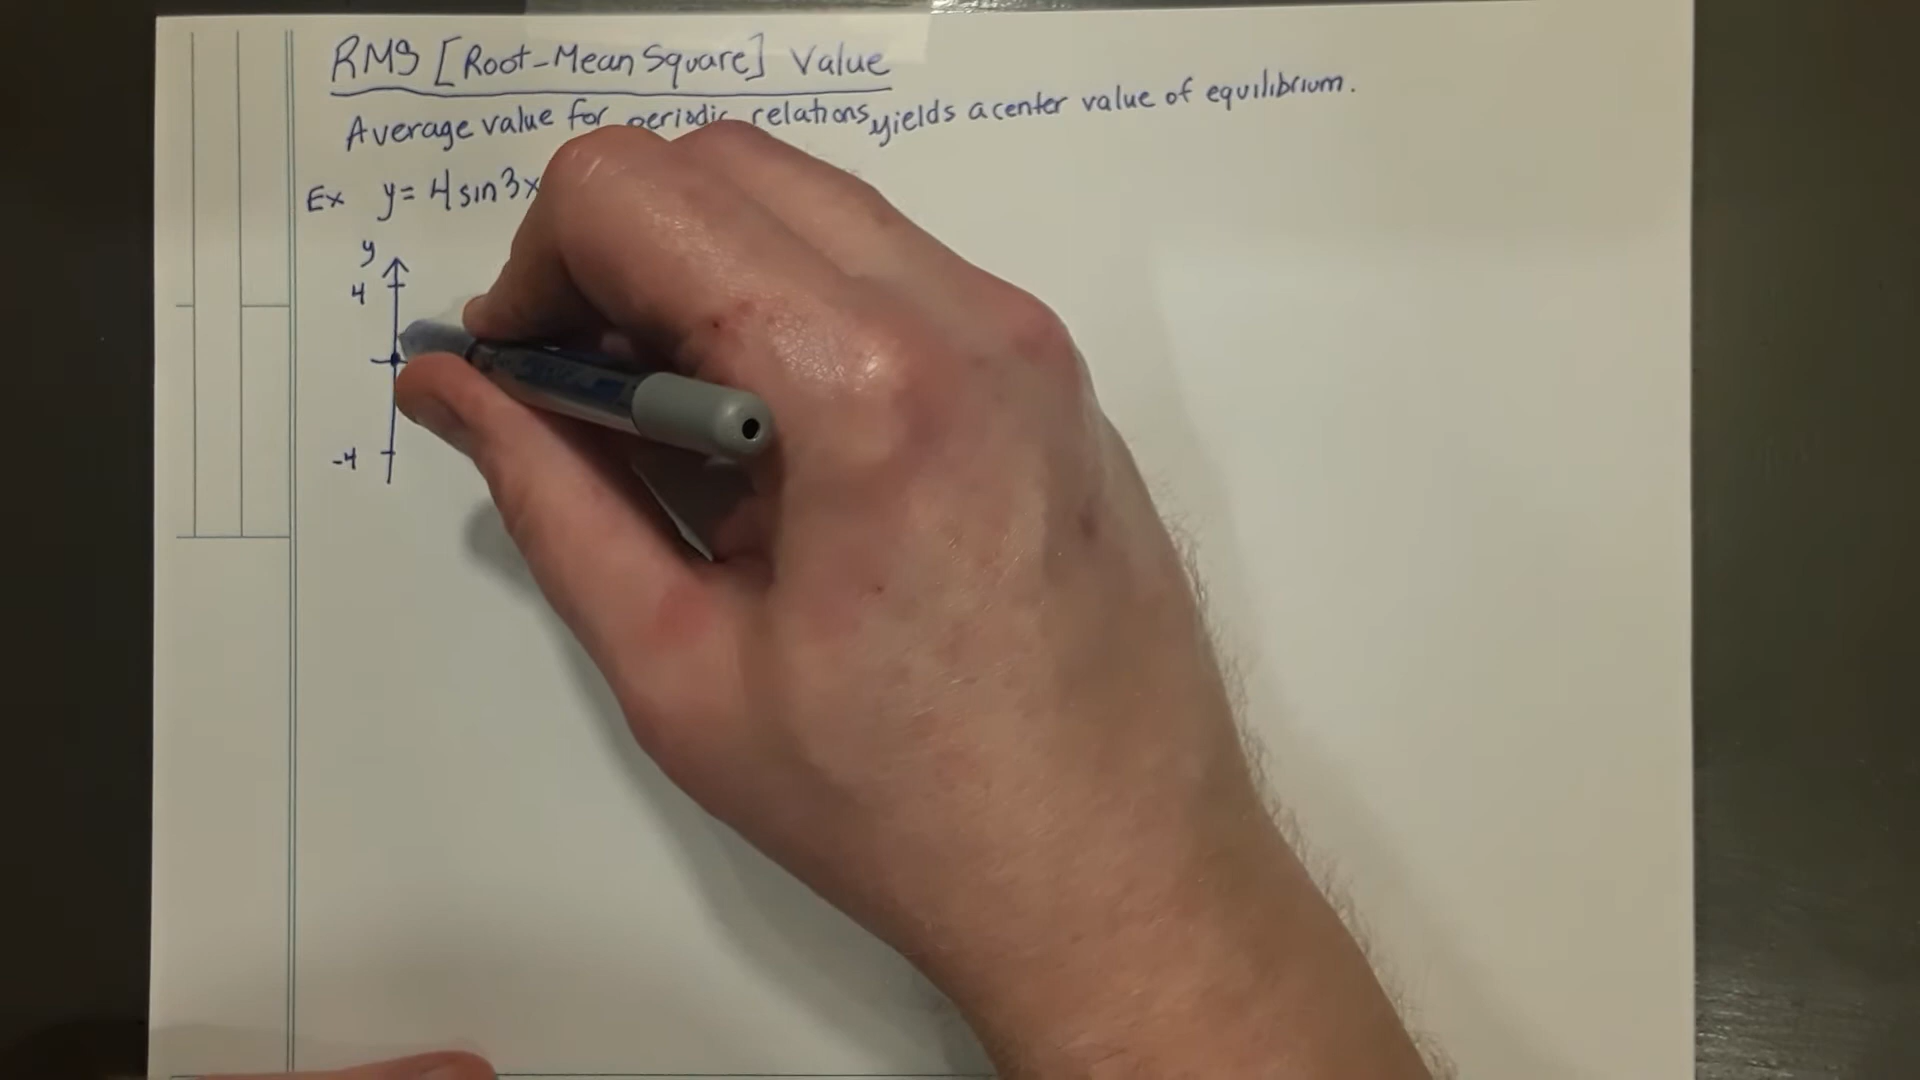 RMS [Root-Mean Square] Value
Average value for periodic relations, yields a center value of equilibrium.
Ex y = 4 sin 3x
y
4
-4